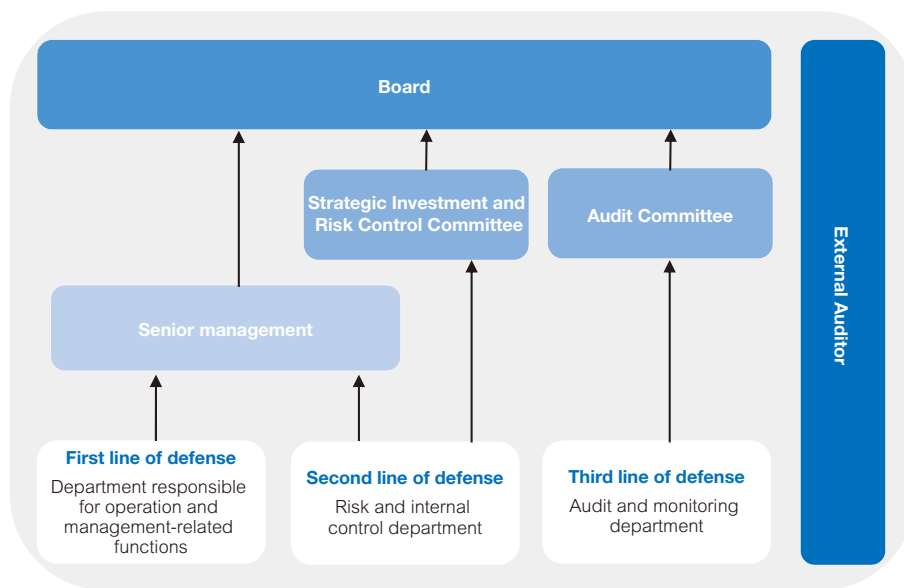 Board
Strategic Investment and
Risk Control Committee
Audit Committee
Senior management
First line of defense
Department responsible
for operation and
management-related
functions
Second line of defense
Risk and internal
control department
Third line of defense
Audit and monitoring
department
External Auditor